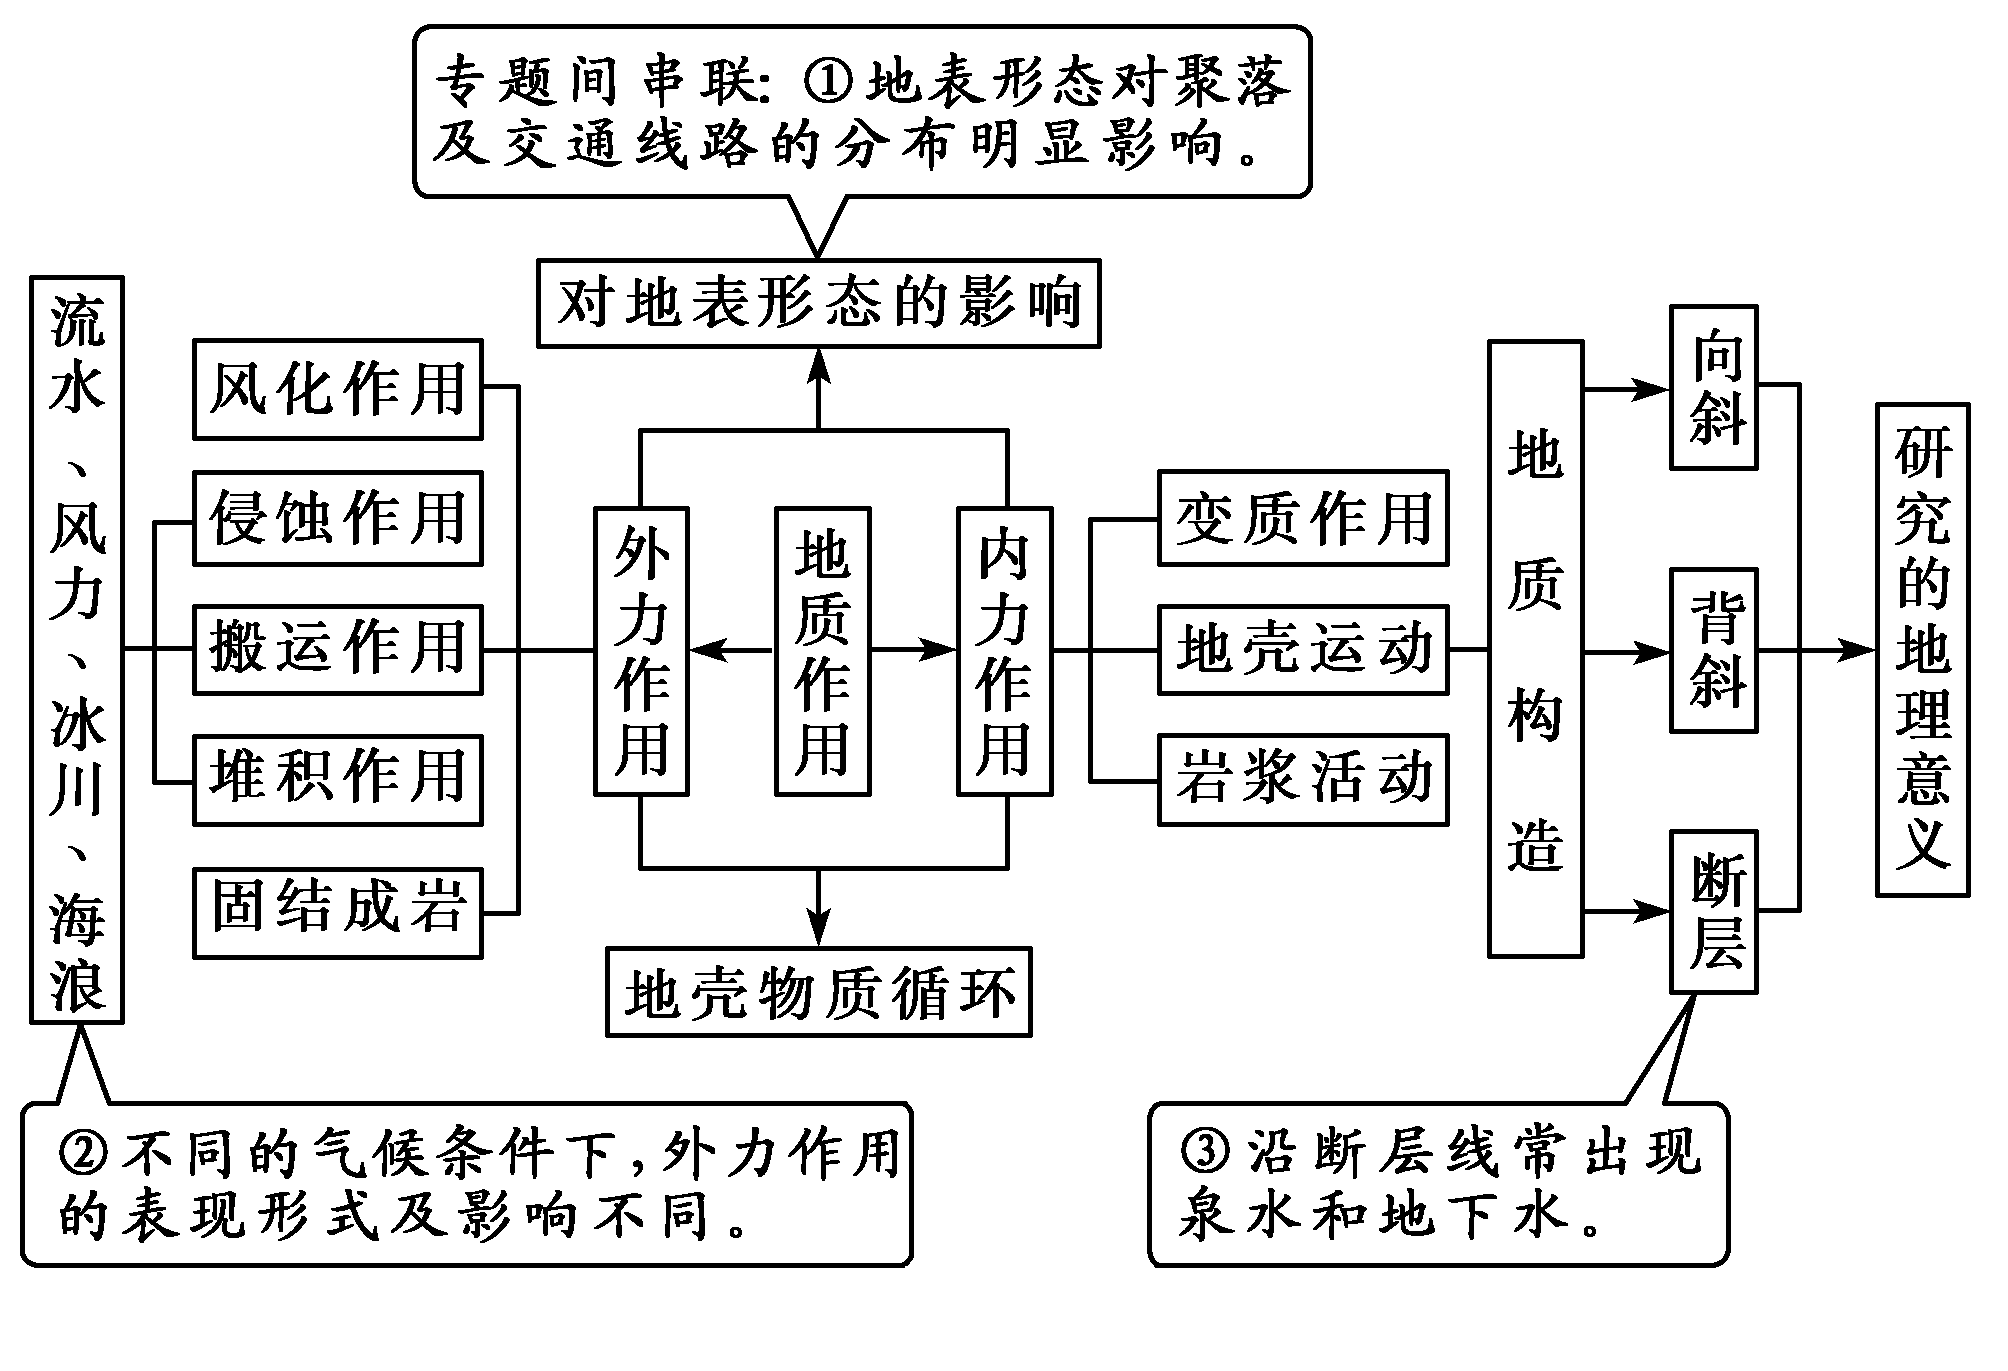 专题间串联:①地表形态对聚落
及交通线路的分布明显影响。
对地表形态的影响
流水、风力、冰川、海浪
风化作用
侵蚀作用
搬运作用
堆积作用
固结成岩
外力作用
地质作用
内力作用
地壳物质循环
变质作用
地壳运动
岩浆活动
地质构造
向斜
背斜
断层
研究的地理意义
②不同的气候条件下,外力作用
的表现形式及影响不同。
③沿断层线常出现
泉水和地下水。